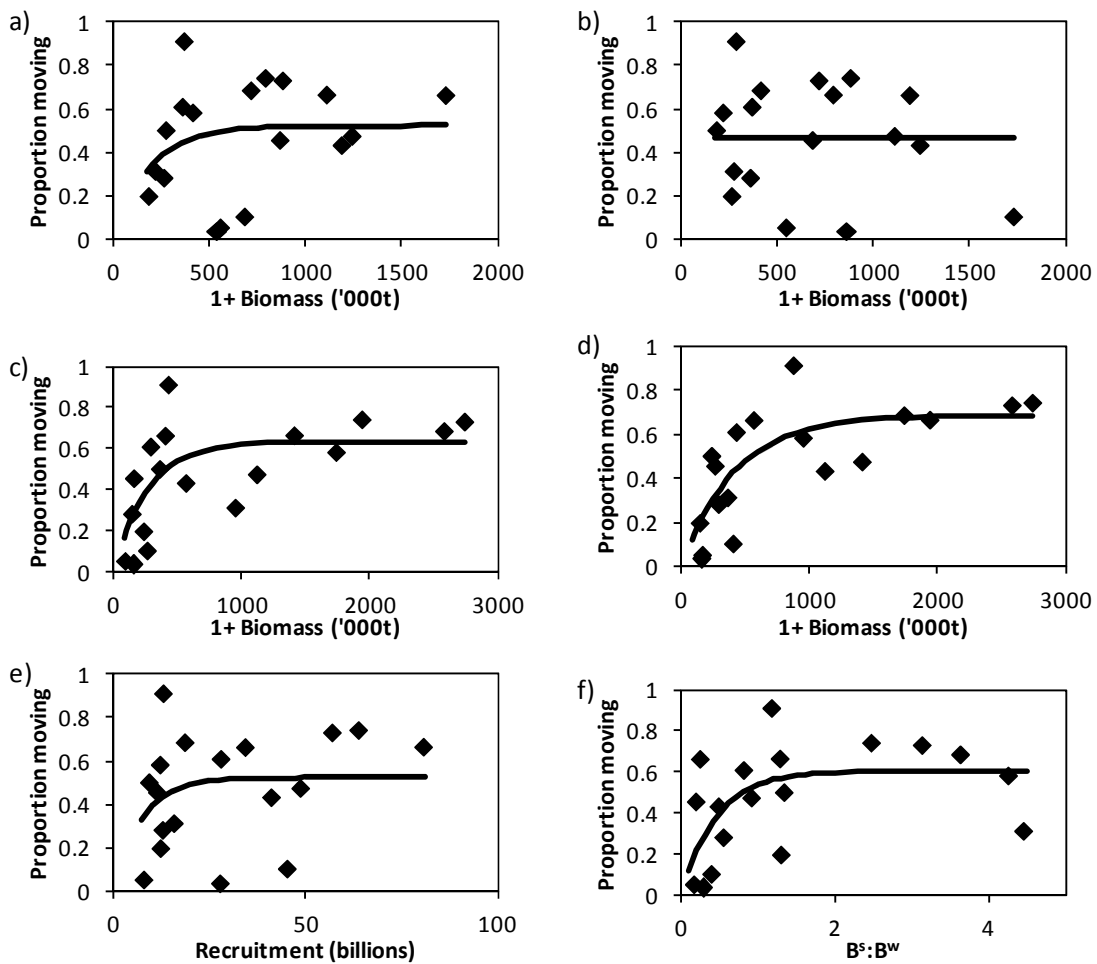 a)
Proportion moving
1
0.8
0.6
0.4
0.2
0
0 500 1000 1500 2000
1+ Biomass ('000t)
b)
Proportion moving
1
0.8
0.6
0.4
0.2
0
0 500 1000 1500 2000
1+ Biomass ('000t)
c)
Proportion moving
1
0.8
0.6
0.4
0.2
0
0 1000 2000 3000
1+ Biomass ('000t)
d)
Proportion moving
1
0.8
0.6
0.4
0.2
0
0 1000 2000 3000
1+ Biomass ('000t)
e)
Proportion moving
1
0.8
0.6
0.4
0.2
0
0 50 100
Recruitment (billions)
f)
Proportion moving
1
0.8
0.6
0.4
0.2
0
0 2 4
Bˢ:Bʷ